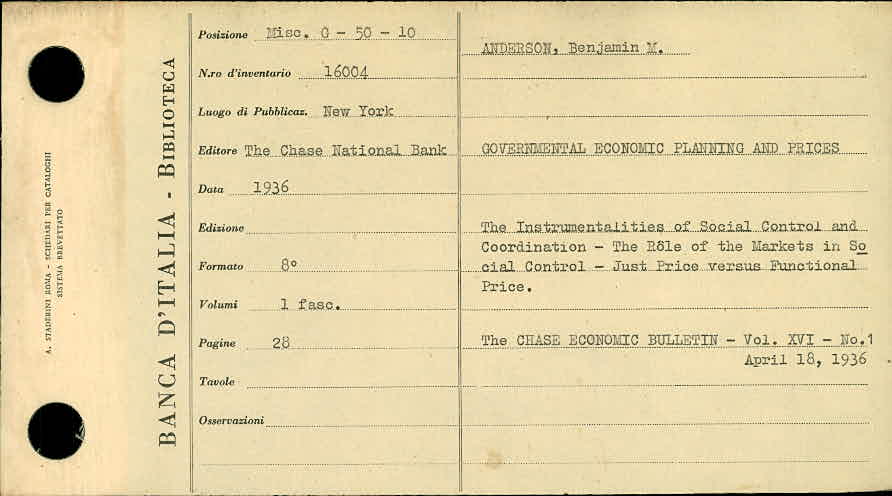 A. STADERINI ROMA - SCHEDARI PER CATALOGHI
SISTEMA BREVETTATO
BANCA D'ITALIA - BIBLIOTECA
Posizione Misc. G - 50 - 10
N.ro d'inventario 16004
Luogo di Pubblicaz. New York
Editore The Chase National Bank
Data 1936
Edizione
Formato 8°
Volumi 1 fasc.
Pagine 28
Tavole
Osservazioni
ANDERSON, Benjamin M.
GOVERNMENTAL ECONOMIC PLANNING AND PRICES
The Instrumentalities of Social Control and
Coordination - The Rôle of the Markets in So
cial Control - Just Price versus Functional
Price.
The CHASE ECONOMIC BULLETIN - Vol. XVI - No.1
April 18, 1936